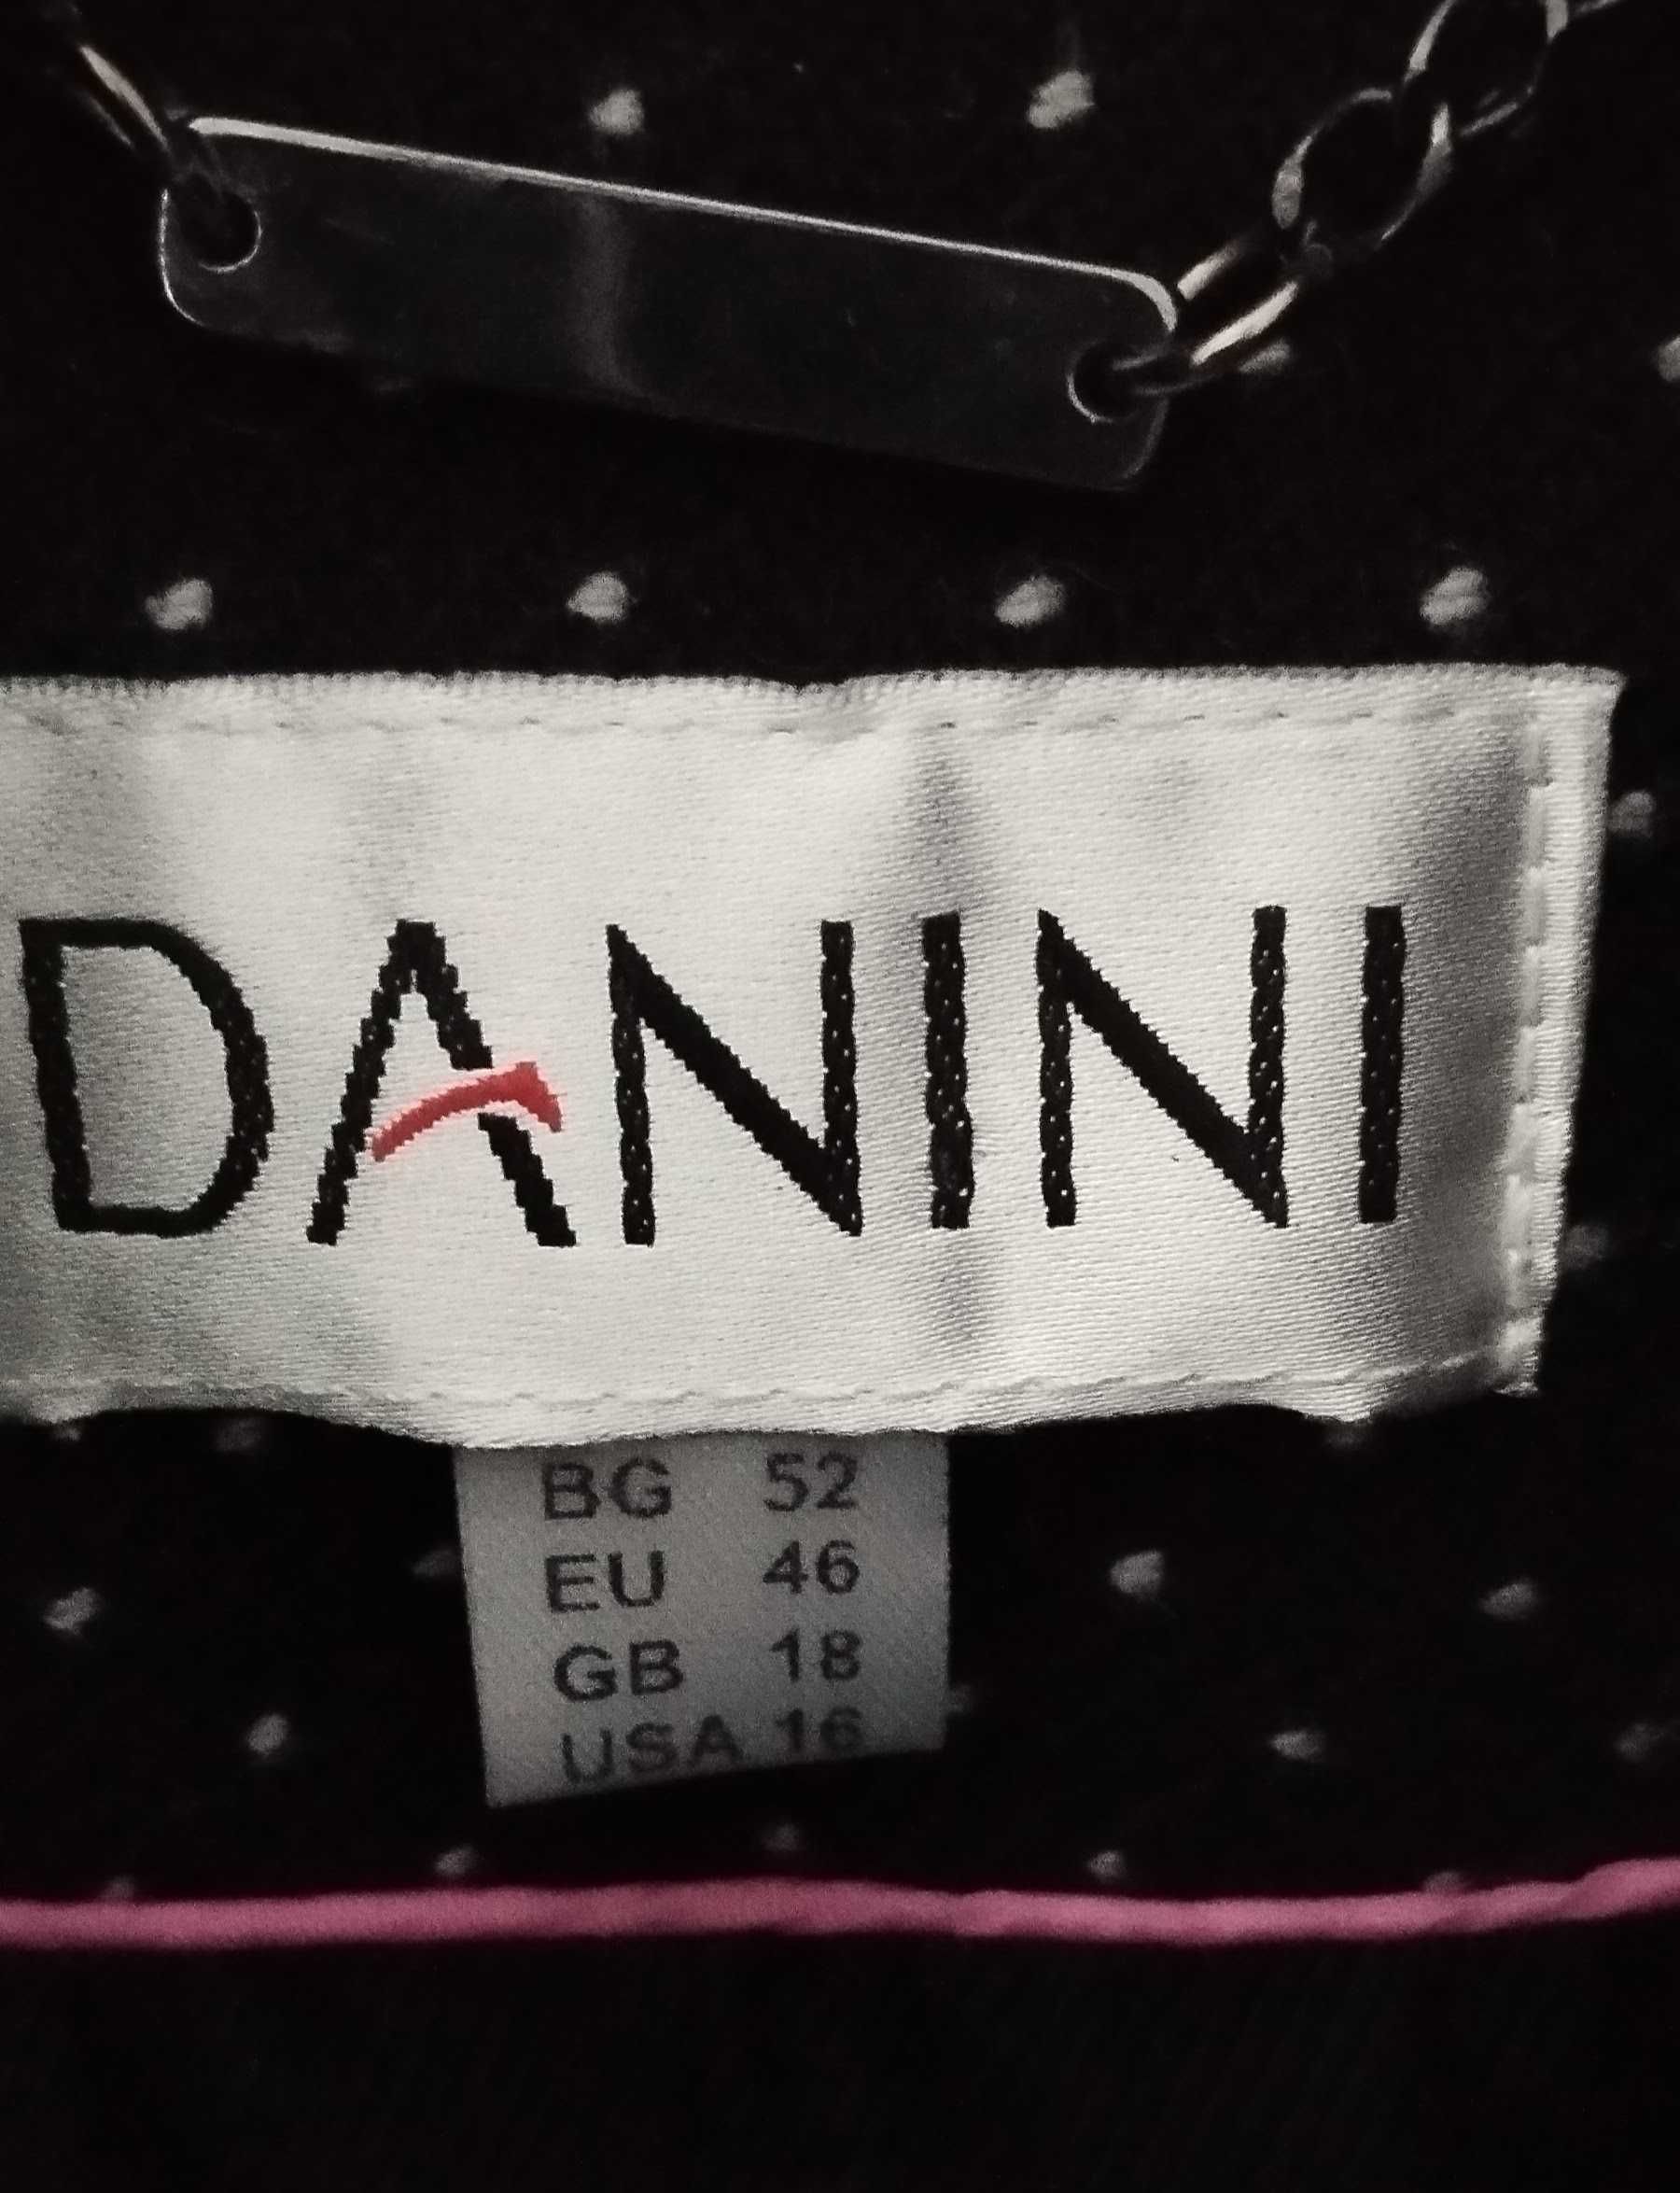 DANINI
BG 52
EU 46
GB 18
USA 16